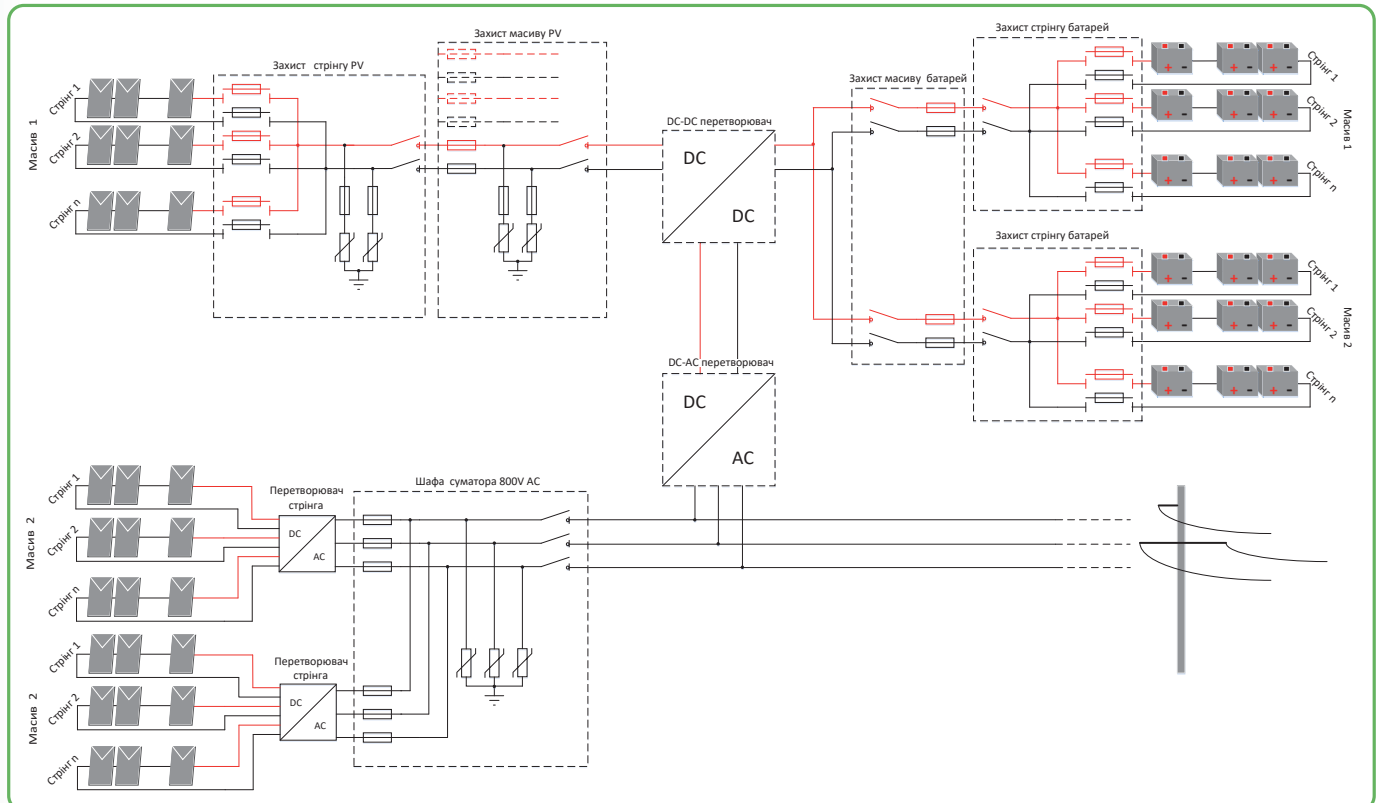 Захист масиву PV
Захист стрінгу PV
Масив 1
Стрінг 1
Стрінг 2
Стрінг n
DC-DC перетворювач
DC
DC
Захист масиву батарей
Захист стрінгу батарей
+ -
+ -
+ -
Стрінг 1
+ -
+ -
+ -
Стрінг 2
+ -
+ -
+ -
Стрінг n
Масив 1
Захист стрінгу батарей
+ -
+ -
+ -
Стрінг 1
+ -
+ -
+ -
Стрінг 2
+ -
+ -
+ -
Стрінг n
Масив 2
DC-AC перетворювач
DC
AC
Масив 2
Стрінг 1
Стрінг 2
Стрінг n
Перетворювач
стрінга
DC
AC
Шафа суматора 800V AC
Масив 2
Стрінг 1
Стрінг 2
Стрінг n
Перетворювач
стрінга
DC
AC